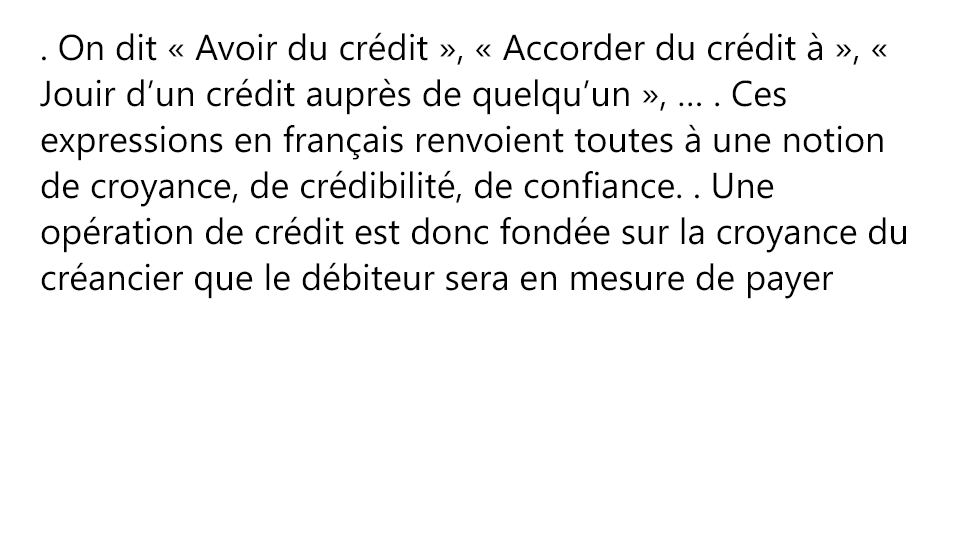 . On dit « Avoir du crédit », « Accorder du crédit à », «
Jouir d’un crédit auprès de quelqu’un », ... . Ces
expressions en français renvoient toutes à une notion
de croyance, de crédibilité, de confiance. . Une
opération de crédit est donc fondée sur la croyance du
créancier que le débiteur sera en mesure de payer